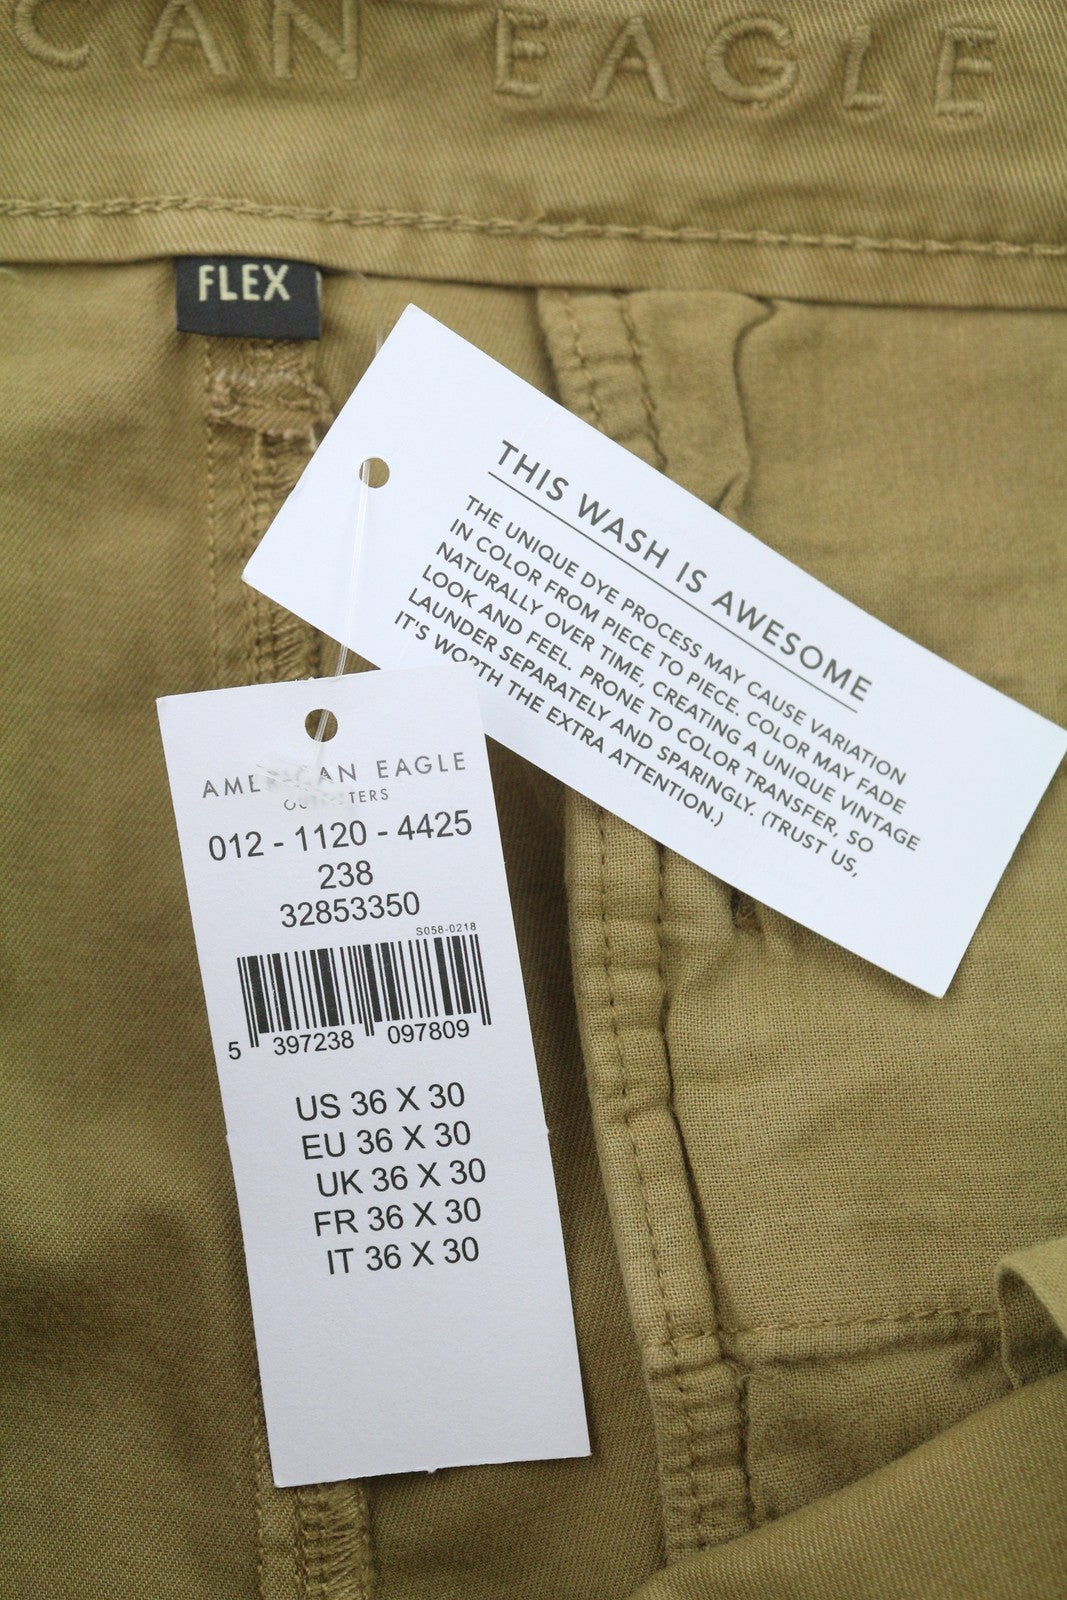 CAN EAGLE
FLEX
THIS WASH IS AWESOME
THE UNIQUE DYE PROCESS MAY CAUSE VARIATION
IN COLOR FROM PIECE TO PIECE. COLOR MAY FADE
NATURALLY OVER TIME, CREATING A UNIQUE VINTAGE
LOOK AND FEEL. PRONE TO COLOR TRANSFER, SO
LAUNDER SEPARATELY AND SPARINGLY. (TRUST US,
IT'S WORTH THE EXTRA ATTENTION.)
AMERICAN EAGLE
OUTFITTERS
012 - 1120 - 4425
238
32853350
S058-0218
5 397238 097809
US 36 X 30
EU 36 X 30
UK 36 X 30
FR 36 X 30
IT 36 X 30